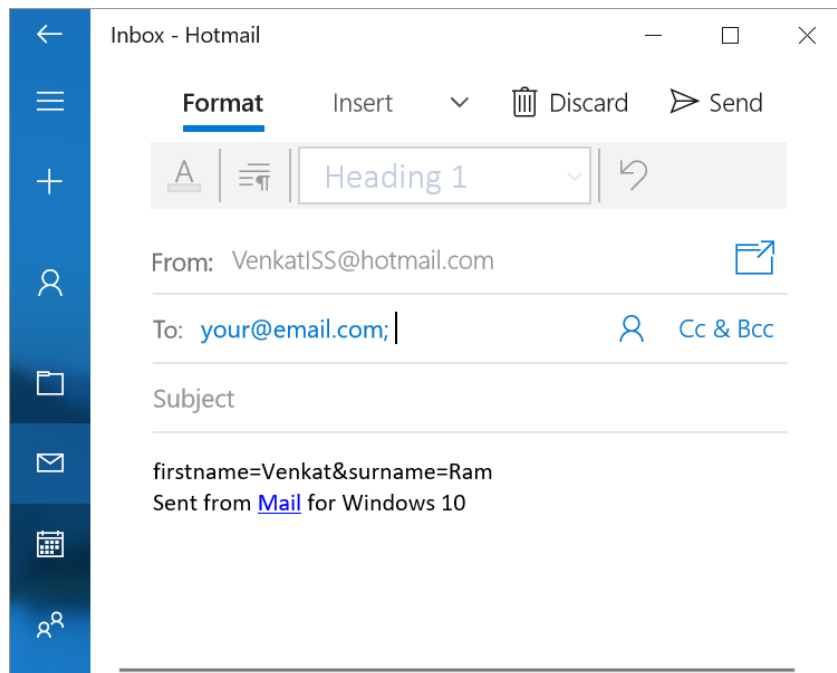 Inbox - Hotmail
Format Insert Discard Send
A Heading 1
From: VenkatISS@hotmail.com
To: your@email.com; Cc & Bcc
Subject
firstname=Venkat&surname=Ram
Sent from Mail for Windows 10